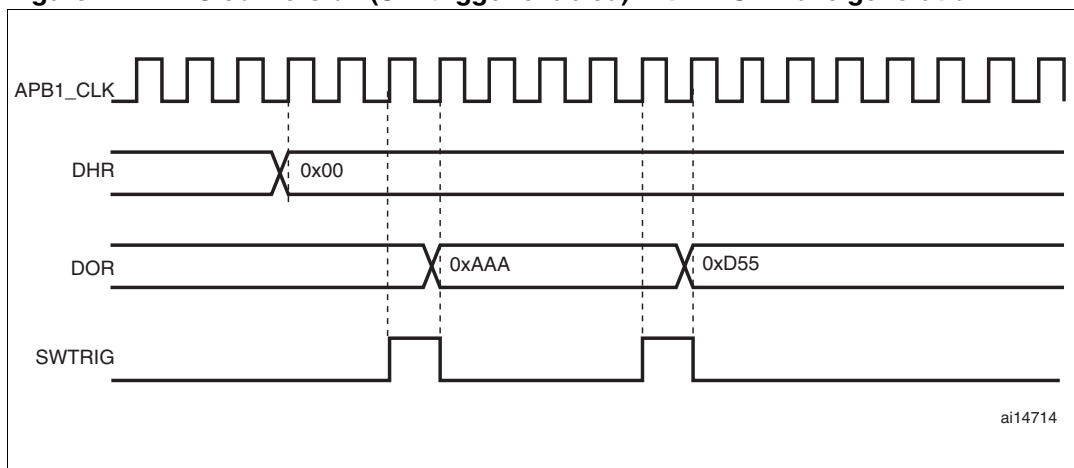 APB1_CLK
DHR
0x00
DOR
0xAAA
0xD55
SWTRIG
ai14714